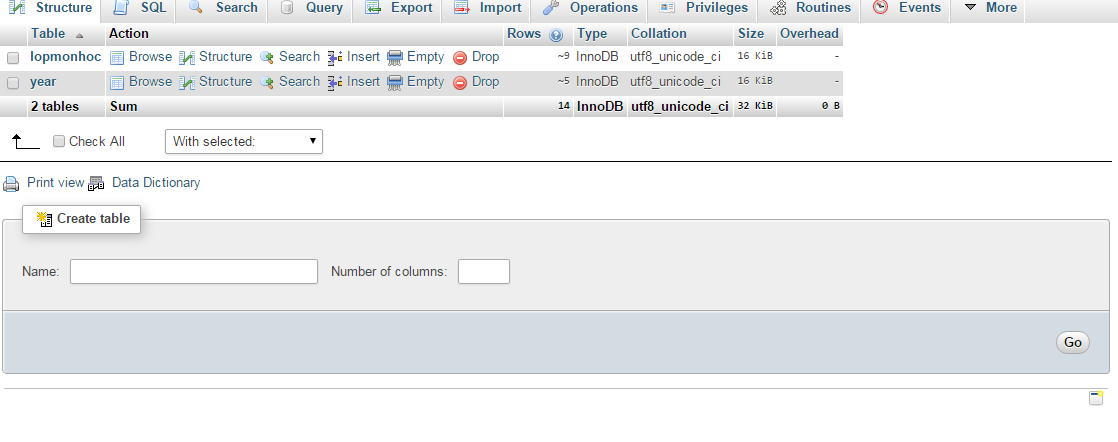 Structure SQL Search Query Export Import Operations Privileges Routines Events More
Table Action Rows Type Collation Size Overhead
lopmonhoc Browse Structure Search Insert Empty Drop ~9 InnoDB utf8_unicode_ci 16 KiB -
year Browse Structure Search Insert Empty Drop ~5 InnoDB utf8_unicode_ci 16 KiB -
2 tables Sum 14 InnoDB utf8_unicode_ci 32 KiB 0 B
Check All With selected:
Print view Data Dictionary
Create table
Name: Number of columns:
Go